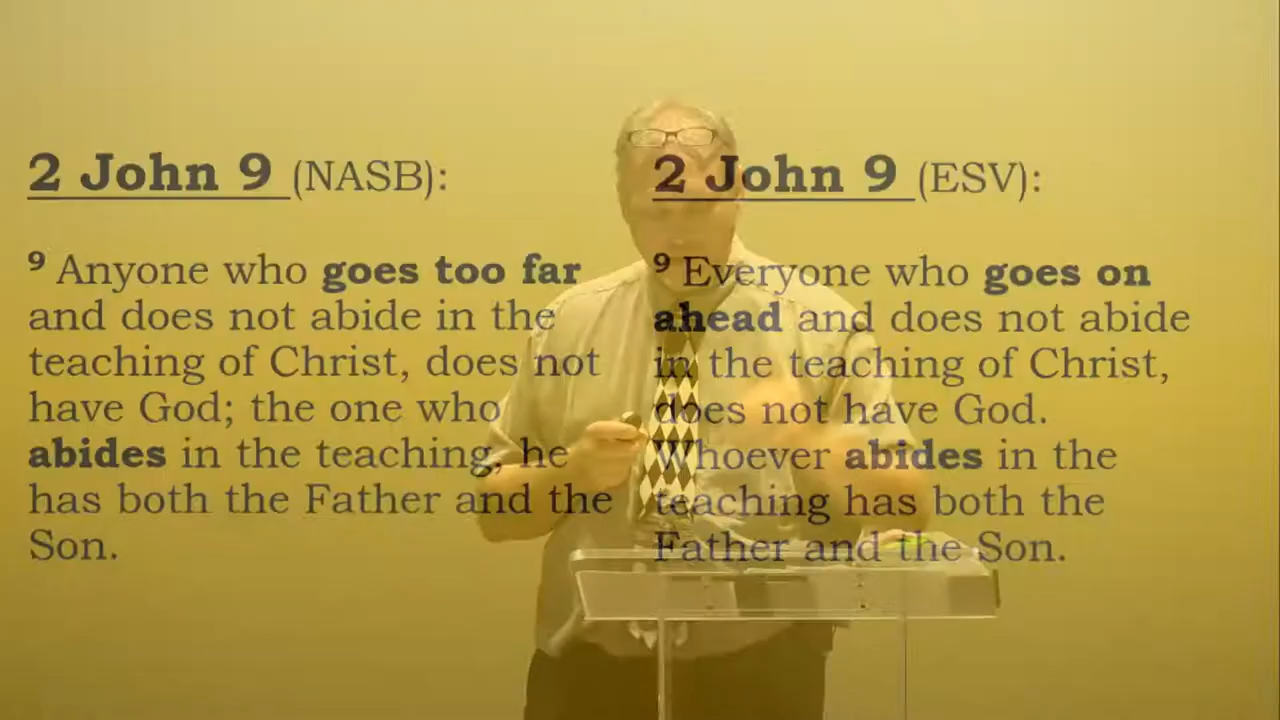 2 John 9 (NASB):
9 Anyone who goes too far
and does not abide in the
teaching of Christ, does not
have God; the one who
abides in the teaching, he
has both the Father and the
Son.
2 John 9 (ESV):
9 Everyone who goes on
ahead and does not abide
in the teaching of Christ,
does not have God.
Whoever abides in the
teaching has both the
Father and the Son.